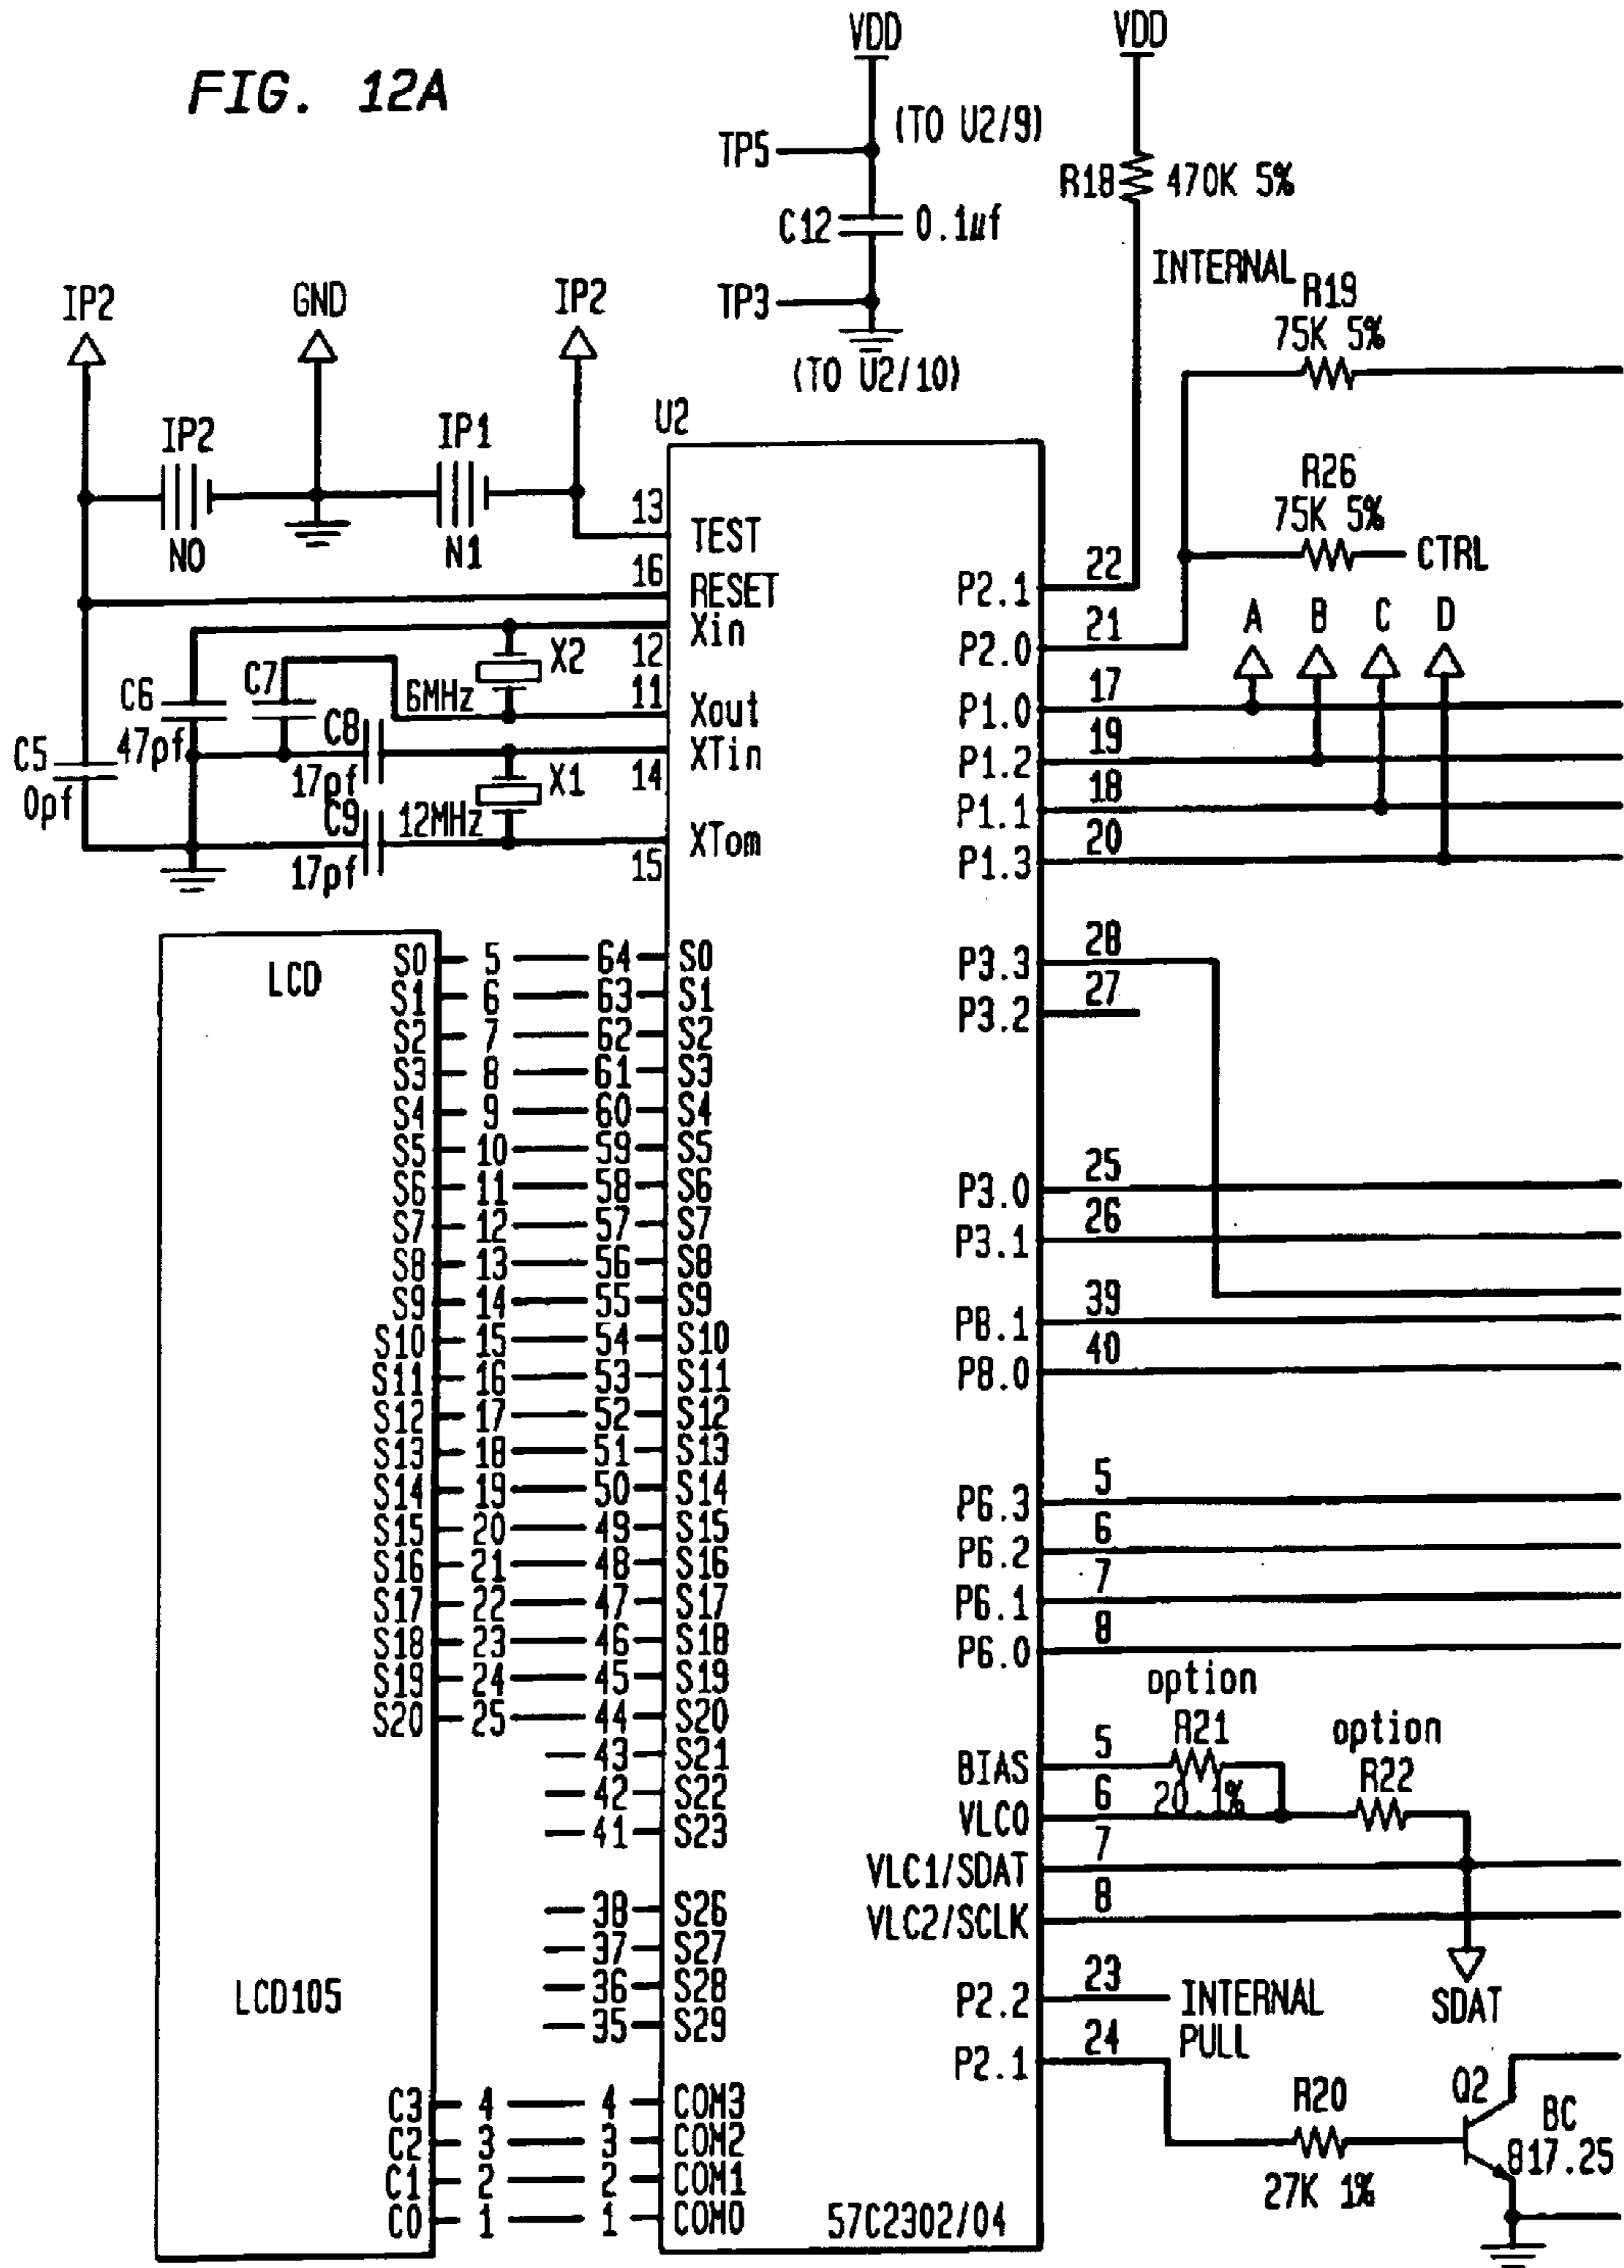 FIG. 12A
VDD
VDD
(TO U2/9)
TP5
R18
470K 5%
C12
0.1µf
INTERNAL
TP3
(TO U2/10)
R19
75K 5%
IP2
GND
IP2
U2
IP2
N0
IP1
N1
R26
75K 5%
CTRL
13
TEST
16
RESET
Xin
12
X2
C7
6MHz
11
Xout
C6
47pf
C8
17pf
XTin
14
X1
C5
0pf
C9
17pf
12MHz
XTom
15
P2.1
22
P2.0
21
A
B
C
D
P1.0
17
P1.2
19
P1.1
18
P1.3
20
P3.3
28
P3.2
27
P3.0
25
P3.1
26
P8.1
39
P8.0
40
P6.3
5
P6.2
6
P6.1
7
P6.0
8
option
R21
20.1%
option
R22
BIAS
5
VLC0
6
VLC1/SDAT
7
VLC2/SCLK
8
SDAT
P2.2
23
INTERNAL
PULL
P2.1
24
R20
27K 1%
Q2
BC
817.25
57C2302/04
LCD
LCD105
S0 5 64 S0
S1 6 63 S1
S2 7 62 S2
S3 8 61 S3
S4 9 60 S4
S5 10 59 S5
S6 11 58 S6
S7 12 57 S7
S8 13 56 S8
S9 14 55 S9
S10 15 54 S10
S11 16 53 S11
S12 17 52 S12
S13 18 51 S13
S14 19 50 S14
S15 20 49 S15
S16 21 48 S16
S17 22 47 S17
S18 23 46 S18
S19 24 45 S19
S20 25 44 S20
43 S21
42 S22
41 S23
38 S26
37 S27
36 S28
35 S29
C3 4 4 COM3
C2 3 3 COM2
C1 2 2 COM1
C0 1 1 COM0